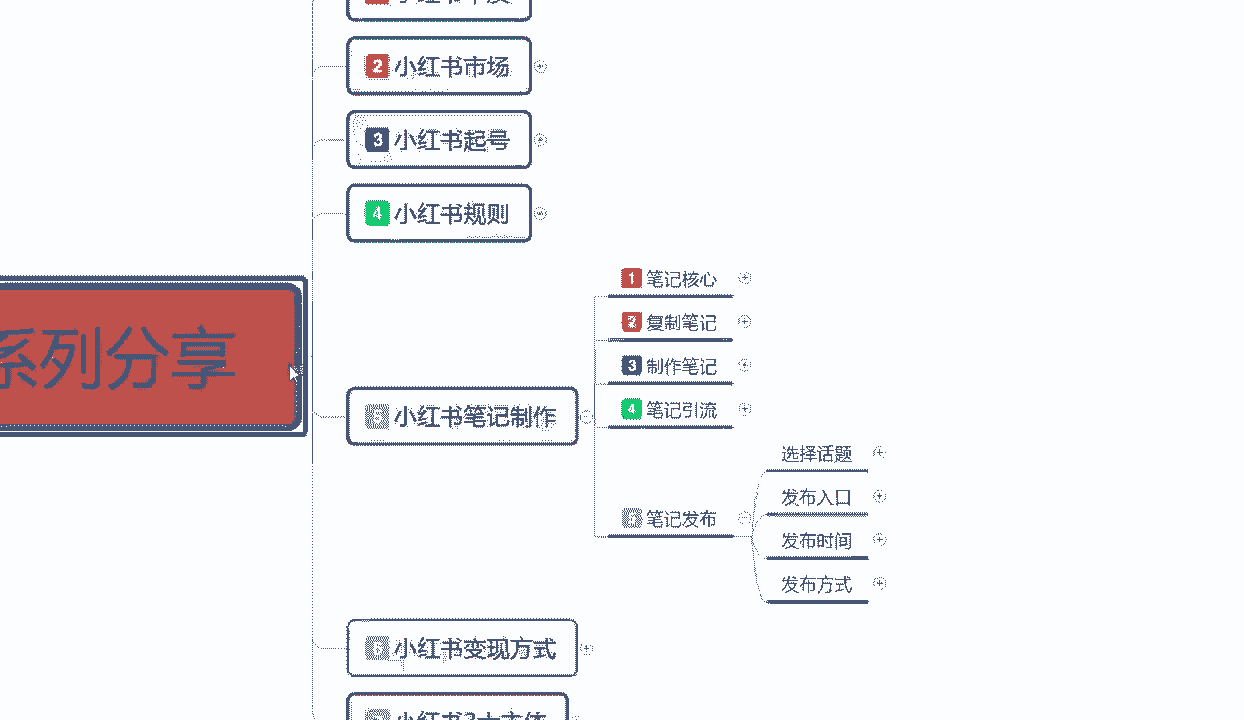 2 小红书市场
3 小红书起号
4 小红书规则
系列分享
5 小红书笔记制作
1 笔记核心
2 复制笔记
3 制作笔记
4 笔记引流
5 笔记发布
选择话题
发布入口
发布时间
发布方式
6 小红书变现方式